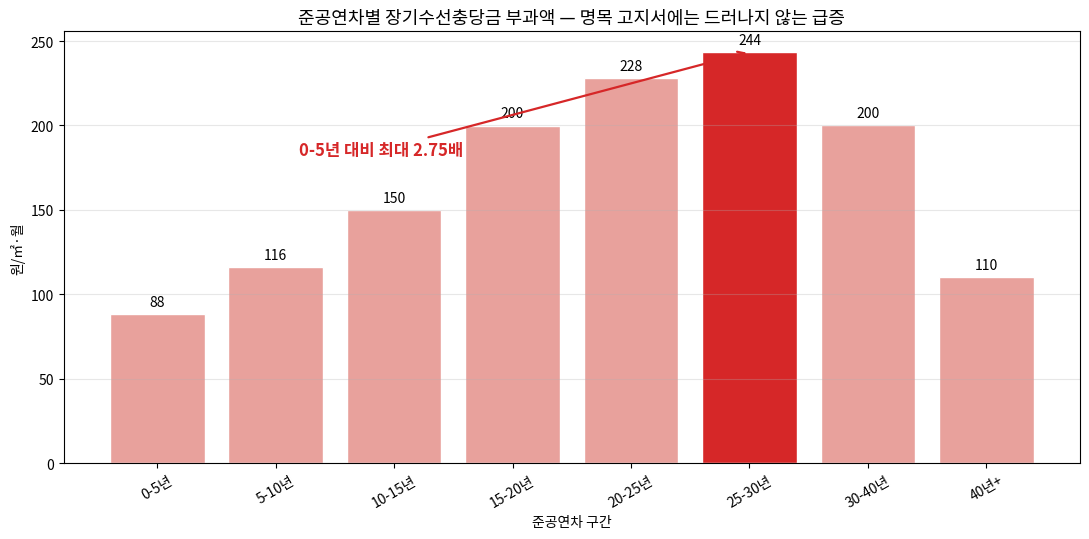 준공연차별 장기수선충당금 부과액 — 명목 고지서에는 드러나지 않는 급증
원/㎡·월
250
200
150
100
50
0
88
116
150
200
228
244
200
110
0-5년 대비 최대 2.75배
0-5년
5-10년
10-15년
15-20년
20-25년
25-30년
30-40년
40년+
준공연차 구간